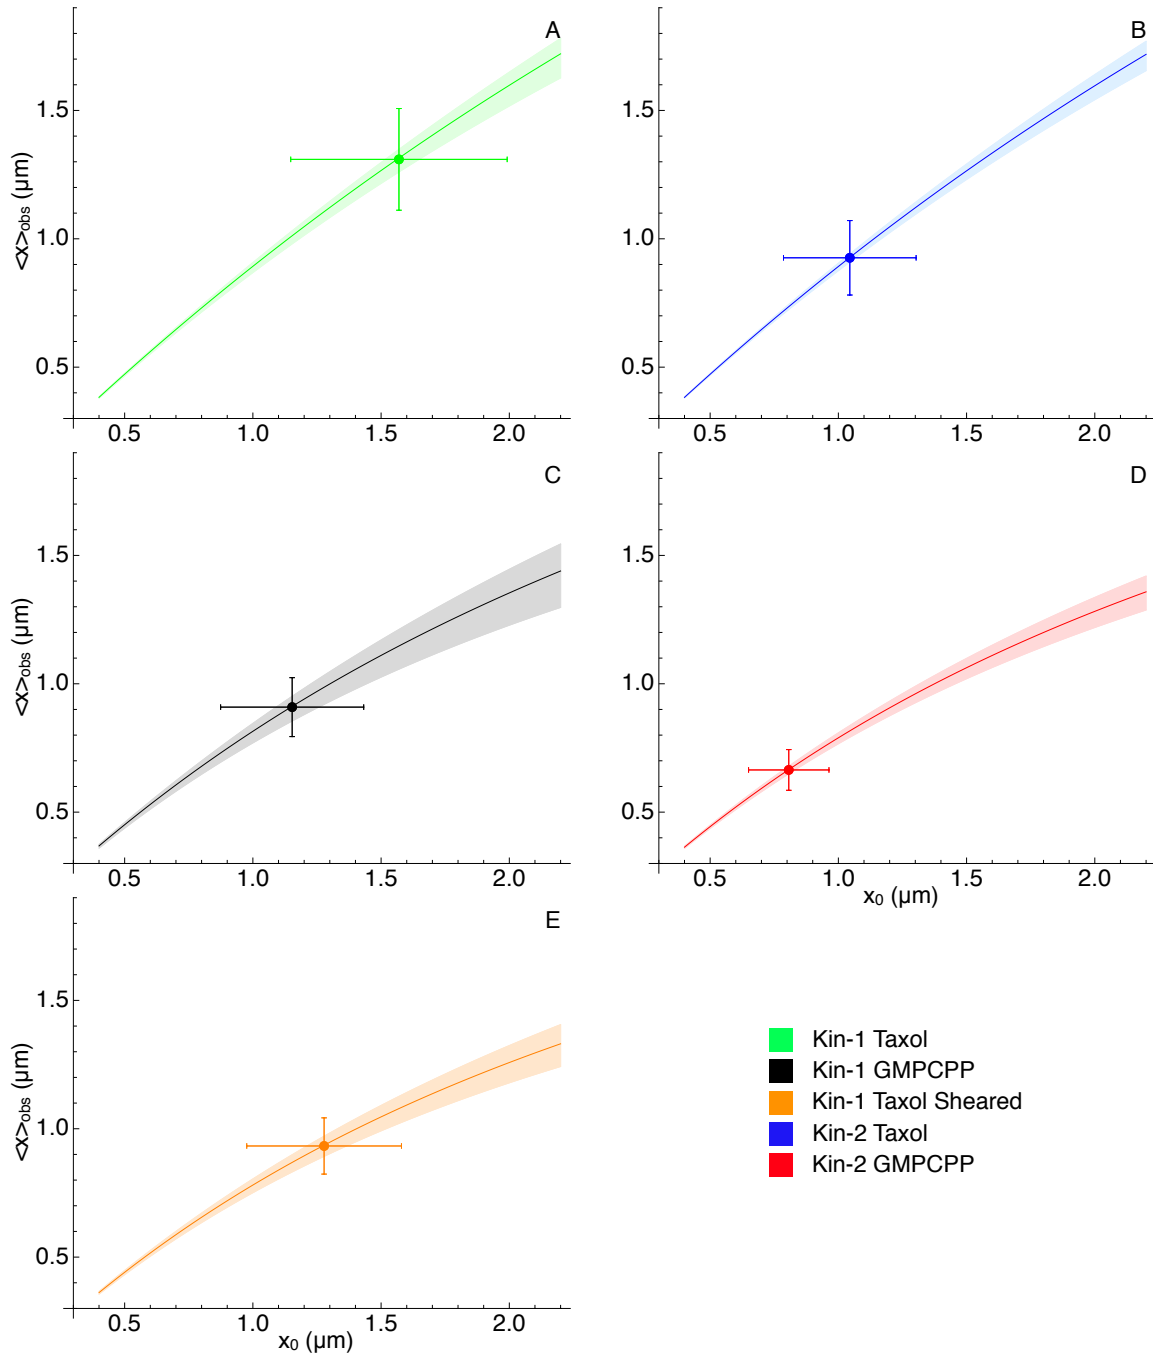 A
1.5
1.0
0.5
<x>obs (µm)
0.5 1.0 1.5 2.0
B
1.5
1.0
0.5
0.5 1.0 1.5 2.0
C
1.5
1.0
0.5
<x>obs (µm)
0.5 1.0 1.5 2.0
D
1.5
1.0
0.5
0.5 1.0 1.5 2.0
x0 (µm)
E
1.5
1.0
0.5
<x>obs (µm)
0.5 1.0 1.5 2.0
x0 (µm)
Kin-1 Taxol
Kin-1 GMPCPP
Kin-1 Taxol Sheared
Kin-2 Taxol
Kin-2 GMPCPP